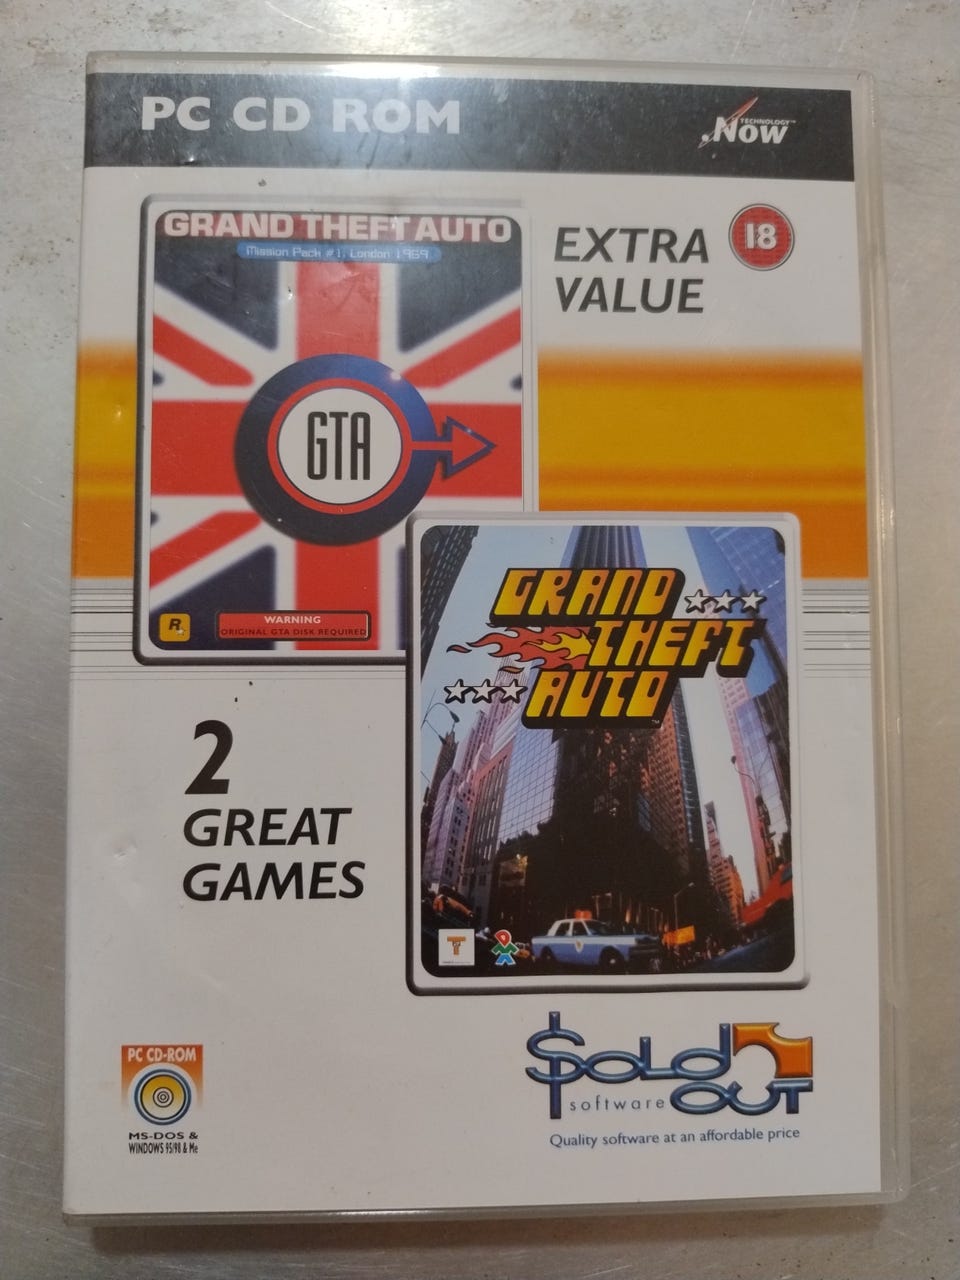 PC CD ROM
.Now
TECHNOLOGY™
GRAND THEFT AUTO
Mission Pack #1, London 1969
EXTRA
VALUE
18
GTA
R
WARNING
ORIGINAL GTA DISK REQUIRED
GRAND
THEFT
AUTO
™
2
GREAT
GAMES
T
PC CD-ROM
MS-DOS &
WINDOWS 95/98 & Me
SOLD
OUT
software
Quality software at an affordable price